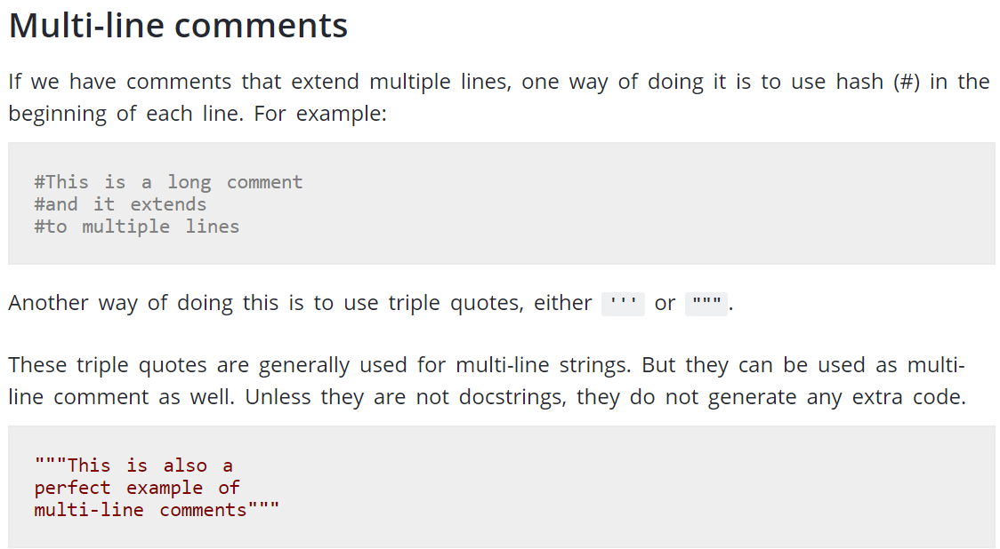 Multi-line comments
If we have comments that extend multiple lines, one way of doing it is to use hash (#) in the
beginning of each line. For example:
#This is a long comment
#and it extends
#to multiple lines
Another way of doing this is to use triple quotes, either ''' or """.
These triple quotes are generally used for multi-line strings. But they can be used as multi-
line comment as well. Unless they are not docstrings, they do not generate any extra code.
"""This is also a
perfect example of
multi-line comments"""